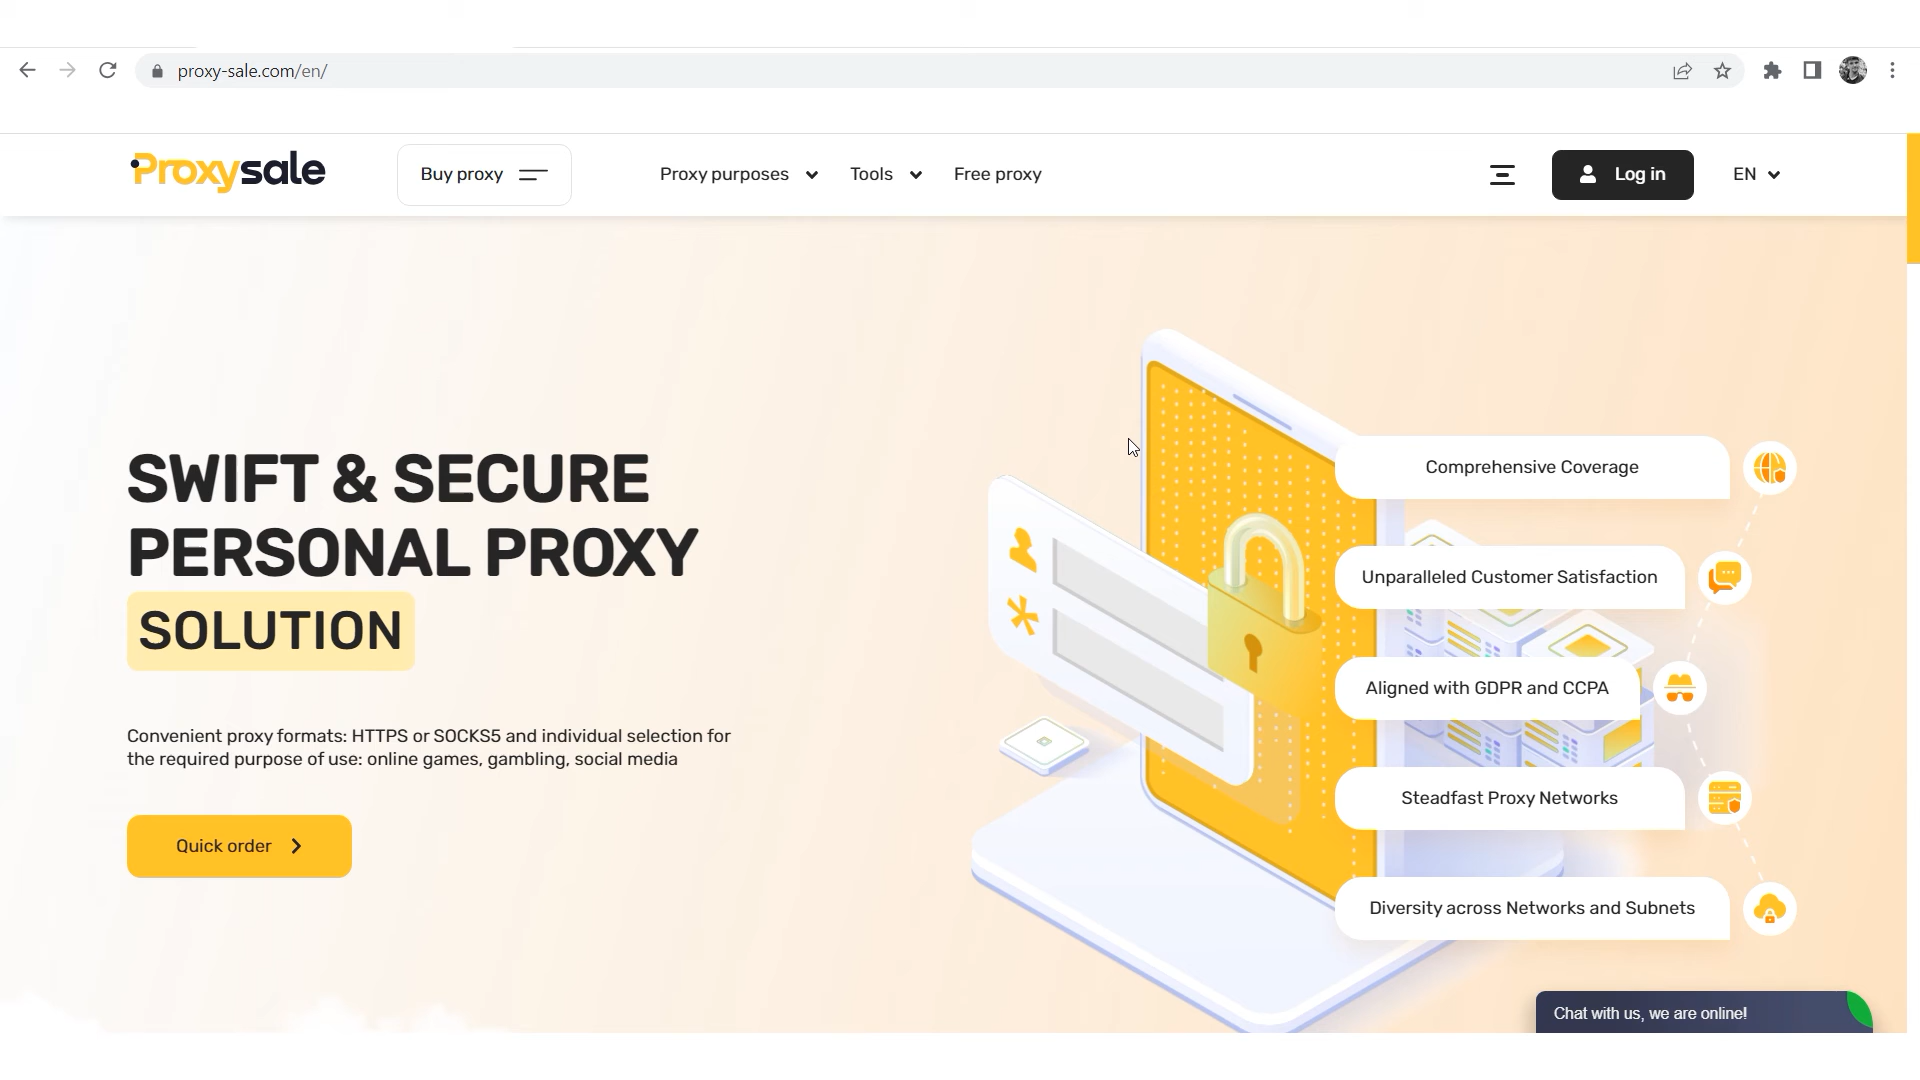 proxy-sale.com/en/
Proxysale
Buy proxy
Proxy purposes
Tools
Free proxy
Log in
EN
SWIFT & SECURE
PERSONAL PROXY
SOLUTION
Convenient proxy formats: HTTPS or SOCKS5 and individual selection for
the required purpose of use: online games, gambling, social media
Quick order
Comprehensive Coverage
Unparalleled Customer Satisfaction
Aligned with GDPR and CCPA
Steadfast Proxy Networks
Diversity across Networks and Subnets
Chat with us, we are online!